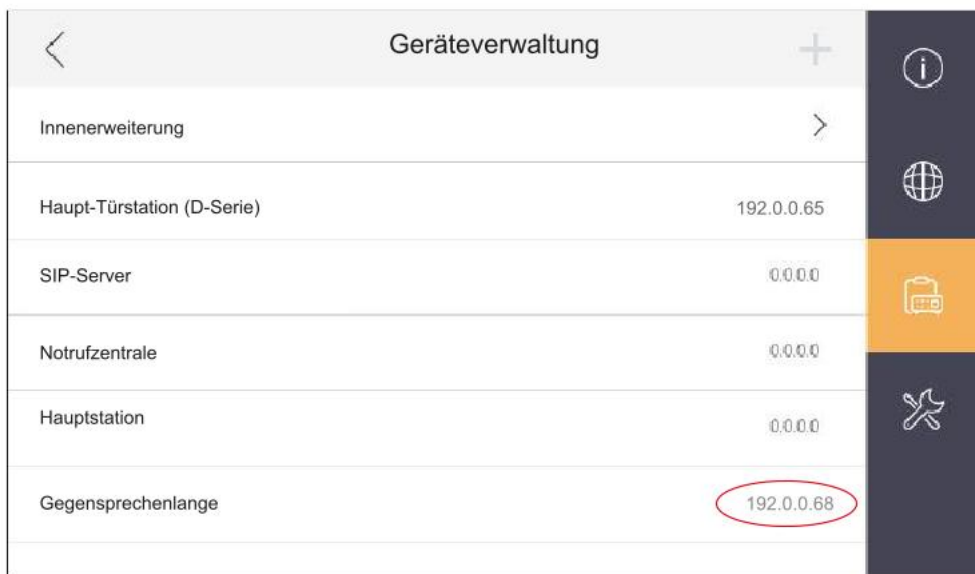 Geräteverwaltung
Innenerweiterung
Haupt-Türstation (D-Serie) 192.0.0.65
SIP-Server 0.0.0.0
Notrufzentrale 0.0.0.0
Hauptstation 0.0.0.0
Gegensprechenlange 192.0.0.68